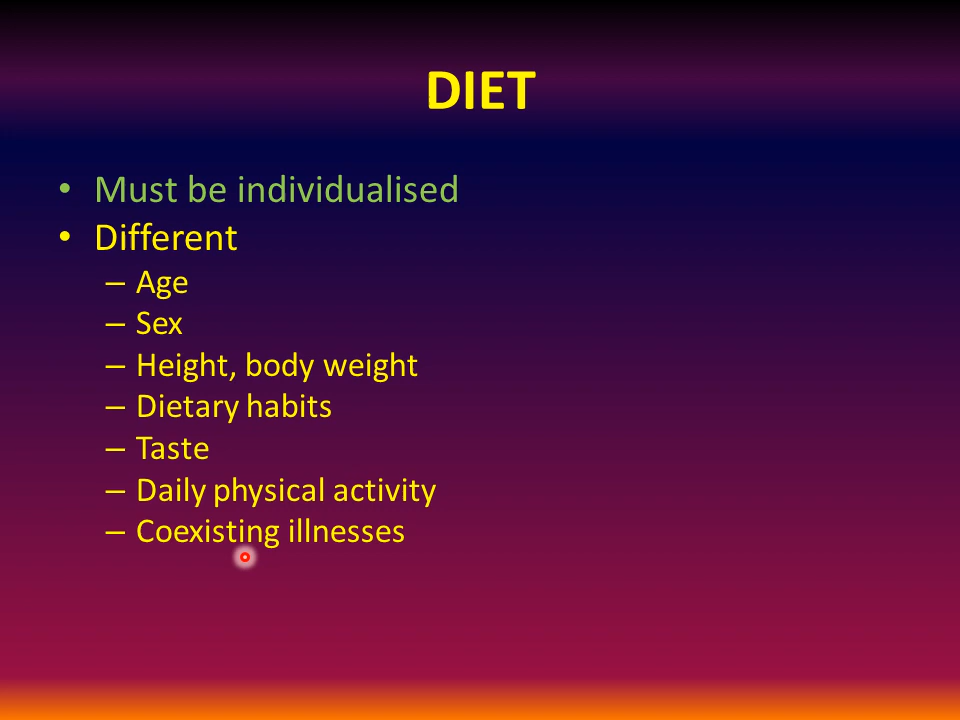 DIET
• Must be individualised
• Different
– Age
– Sex
– Height, body weight
– Dietary habits
– Taste
– Daily physical activity
– Coexisting illnesses